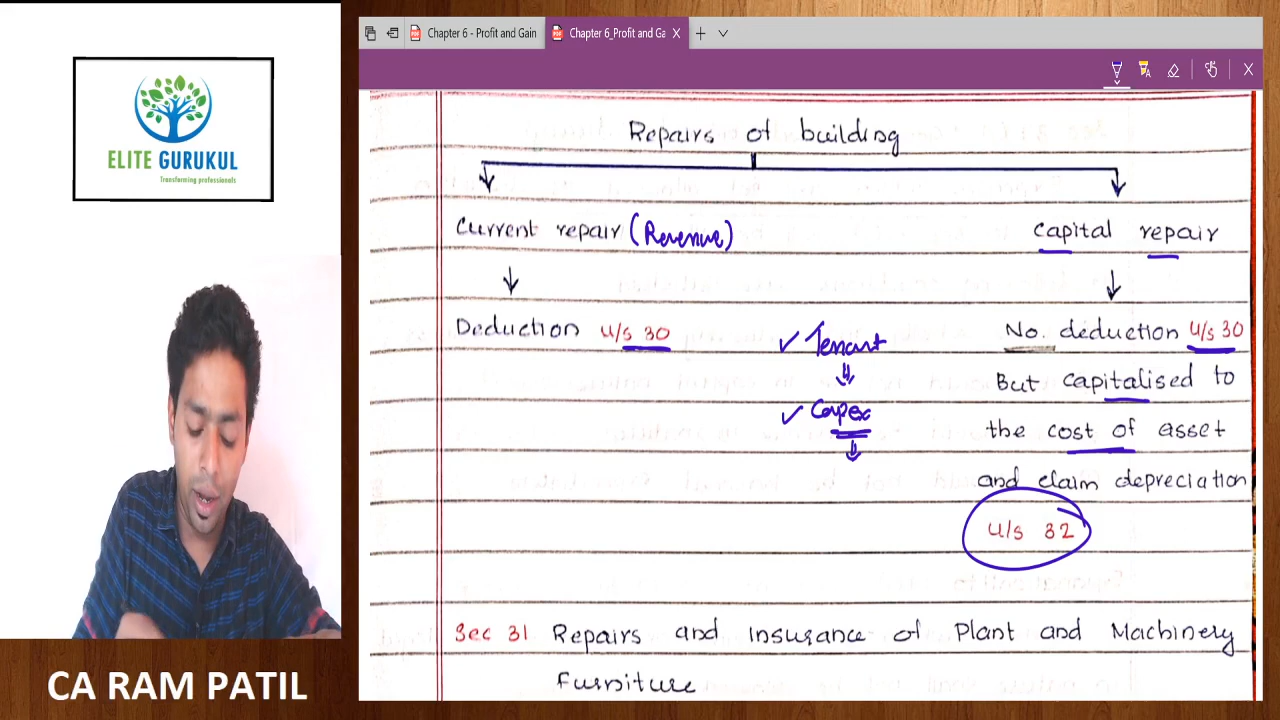 Chapter 6 - Profit and Gain
Chapter 6_Profit and Ga
ELITE GURUKUL
Transforming professionals
Repairs of building
Current repair (Revenue)
Capital repair
Deduction u/s 30
✓ Tenant
No. deduction u/s 30
But capitalised to
✓ Capex
the cost of asset
and claim depreciation
u/s 32
Sec 31 Repairs and insurance of Plant and Machinery
Furniture
CA RAM PATIL